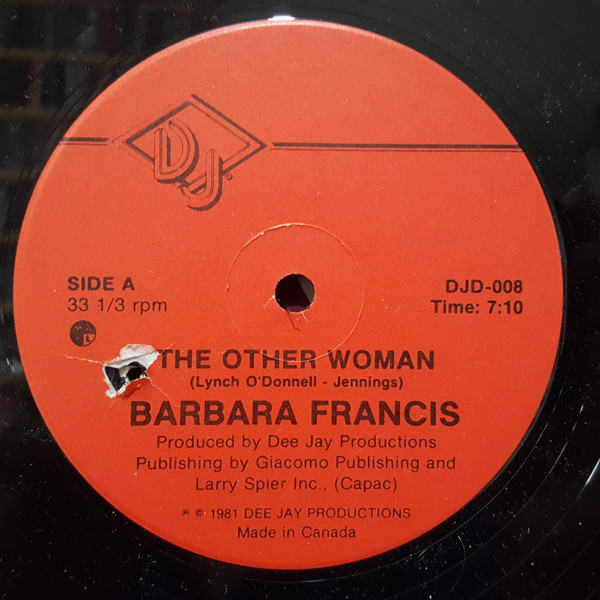 DJ®
SIDE A
33 1/3 rpm
DJD-008
Time: 7:10
L
THE OTHER WOMAN
(Lynch O'Donnell - Jennings)
BARBARA FRANCIS
Produced by Dee Jay Productions
Publishing by Giacomo Publishing and
Larry Spier Inc., (Capac)
℗ © 1981 DEE JAY PRODUCTIONS
Made in Canada